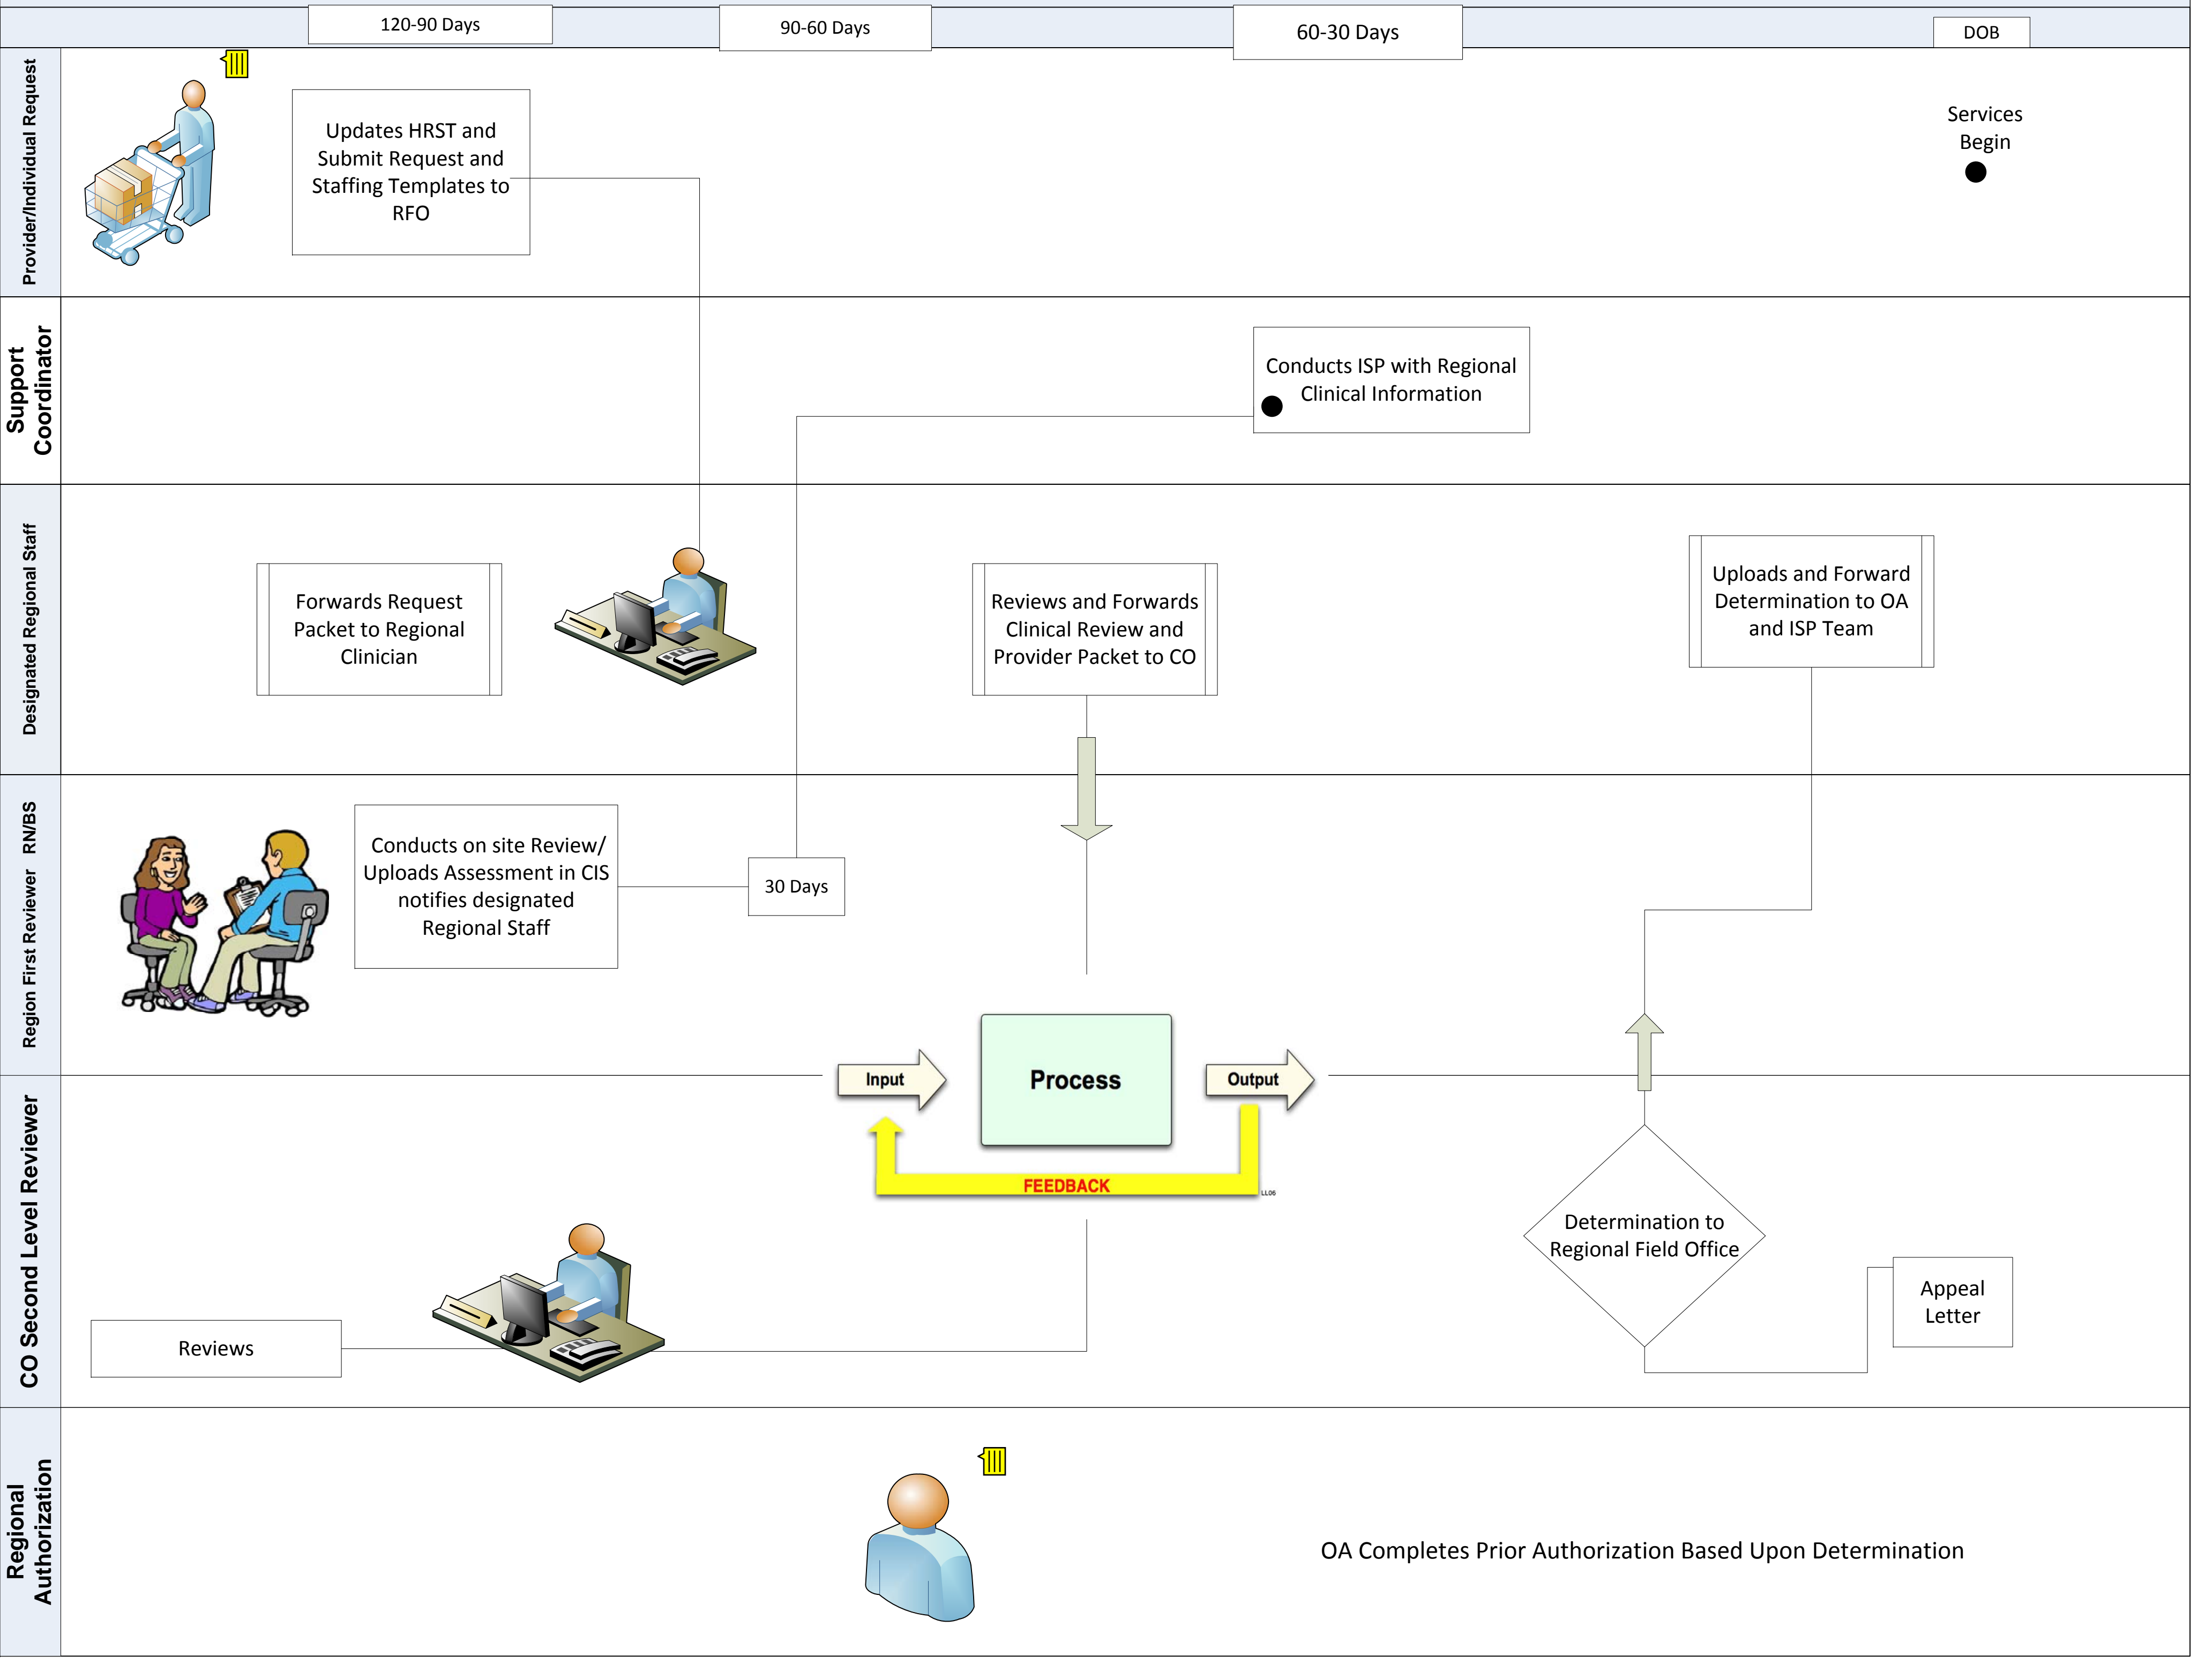 120-90 Days
90-60 Days
60-30 Days
DOB
Provider/Individual Request
Updates HRST and
Submit Request and
Staffing Templates to
RFO
Services
Begin
Support
Coordinator
Conducts ISP with Regional
Clinical Information
Designated Regional Staff
Forwards Request
Packet to Regional
Clinician
Reviews and Forwards
Clinical Review and
Provider Packet to CO
Uploads and Forward
Determination to OA
and ISP Team
Region First Reviewer RN/BS
Conducts on site Review/
Uploads Assessment in CIS
notifies designated
Regional Staff
30 Days
Input
Process
Output
FEEDBACK
LL06
CO Second Level Reviewer
Reviews
Determination to
Regional Field Office
Appeal
Letter
Regional
Authorization
OA Completes Prior Authorization Based Upon Determination